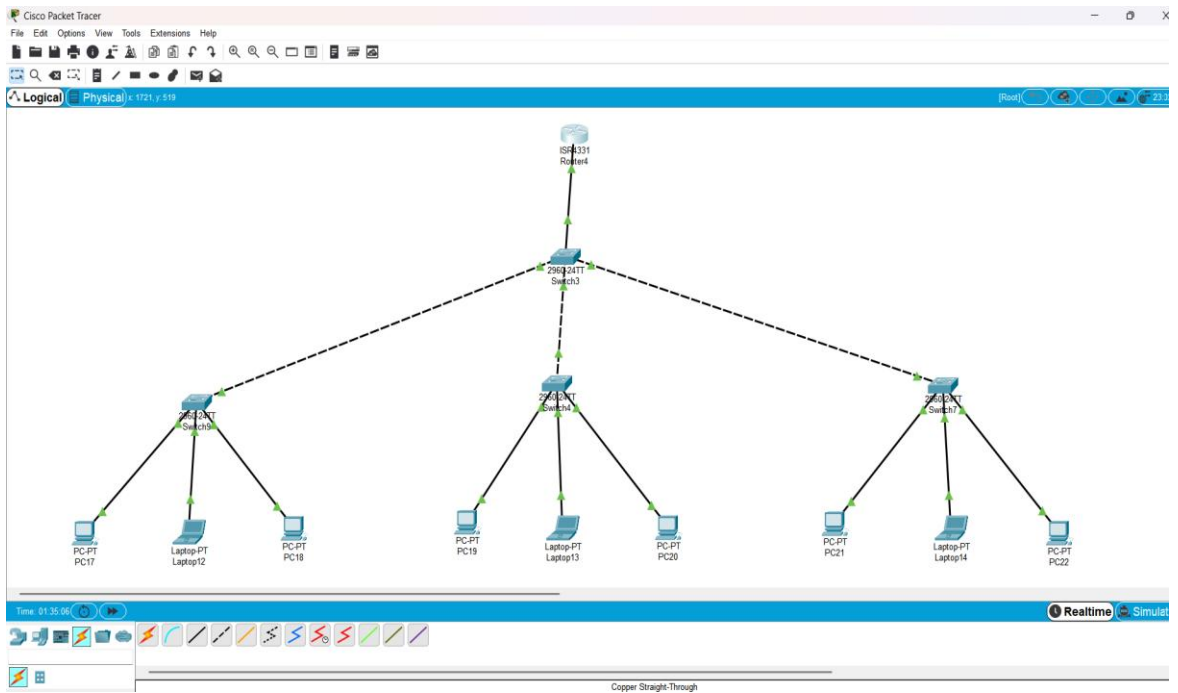 Cisco Packet Tracer
File Edit Options View Tools Extensions Help
Logical Physical x: 1721, y: 519 [Root]
ISR4331
Router4
2960-24TT
Switch3
2960-24TT
Switch9
2960-24TT
Switch4
2960-24TT
Switch7
PC-PT
PC17
Laptop-PT
Laptop12
PC-PT
PC18
PC-PT
PC19
Laptop-PT
Laptop13
PC-PT
PC20
PC-PT
PC21
Laptop-PT
Laptop14
PC-PT
PC22
Time: 01:35:06 Realtime Simulat
Copper Straight-Through